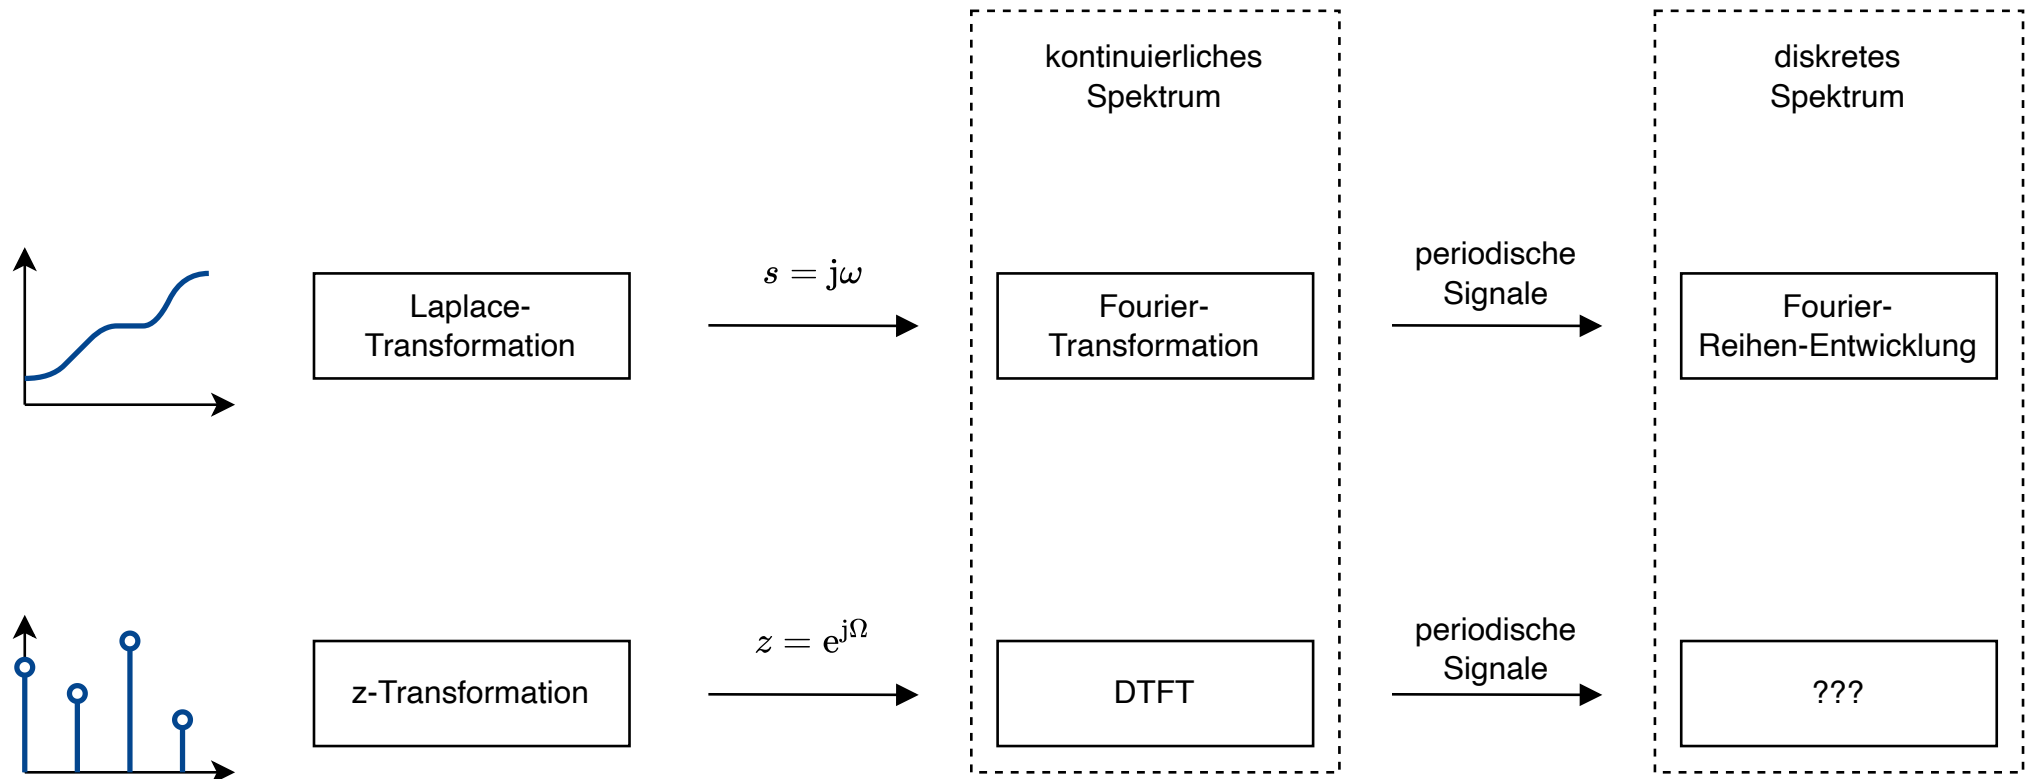 kontinuierliches
Spektrum
diskretes
Spektrum
Laplace-
Transformation
s = jω
Fourier-
Transformation
periodische
Signale
Fourier-
Reihen-Entwicklung
z-Transformation
z = e^{jΩ}
DTFT
periodische
Signale
???